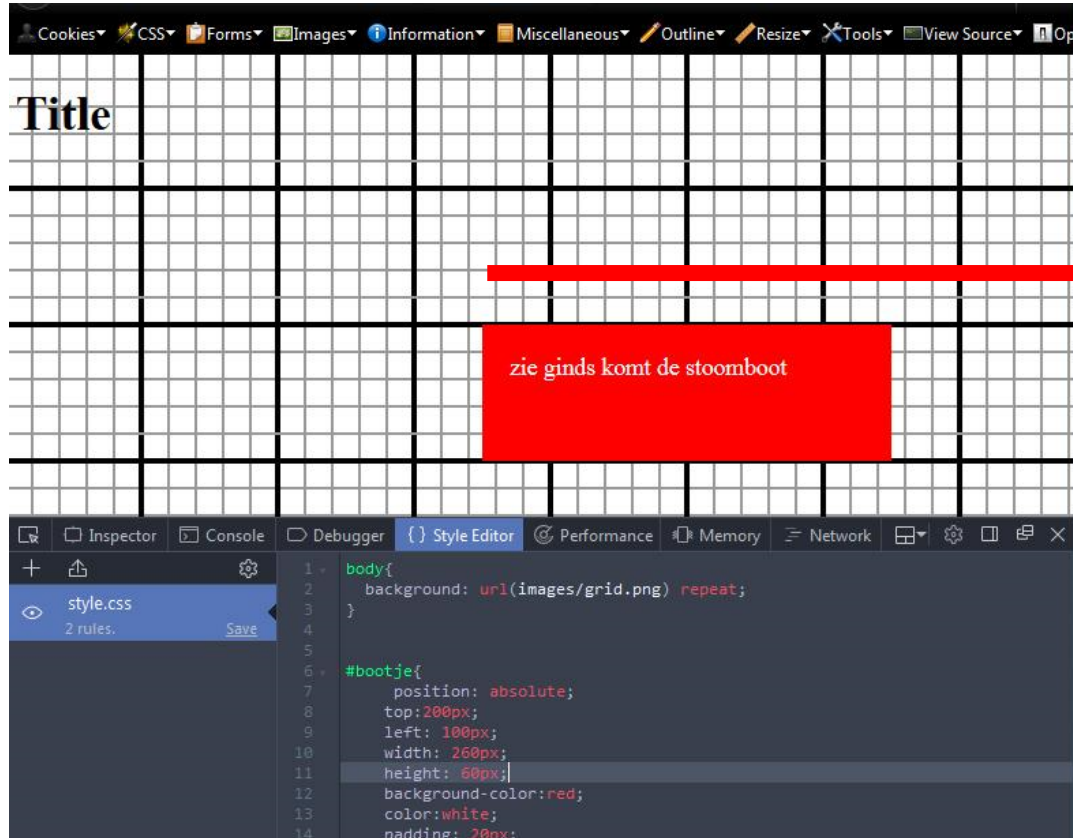 Cookies▾ CSS▾ Forms▾ Images▾ Information▾ Miscellaneous▾ Outline▾ Resize▾ Tools▾ View Source▾ Op
Title
zie ginds komt de stoomboot
Inspector Console Debugger { } Style Editor Performance Memory Network
style.css
2 rules. Save
1 body{
2 background: url(images/grid.png) repeat;
3 }
4
5
6 #bootje{
7 position: absolute;
8 top:200px;
9 left: 100px;
10 width: 260px;
11 height: 60px;
12 background-color:red;
13 color:white;
14 padding: 20px;